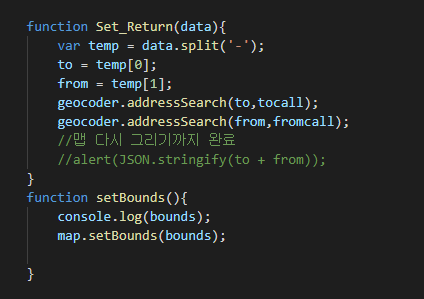 function Set_Return(data){
    var temp = data.split('-');
    to = temp[0];
    from = temp[1];
    geocoder.addressSearch(to,tocall);
    geocoder.addressSearch(from,fromcall);
    //맵 다시 그리기까지 완료
    //alert(JSON.stringify(to + from));
}
function setBounds(){
    console.log(bounds);
    map.setBounds(bounds);
}